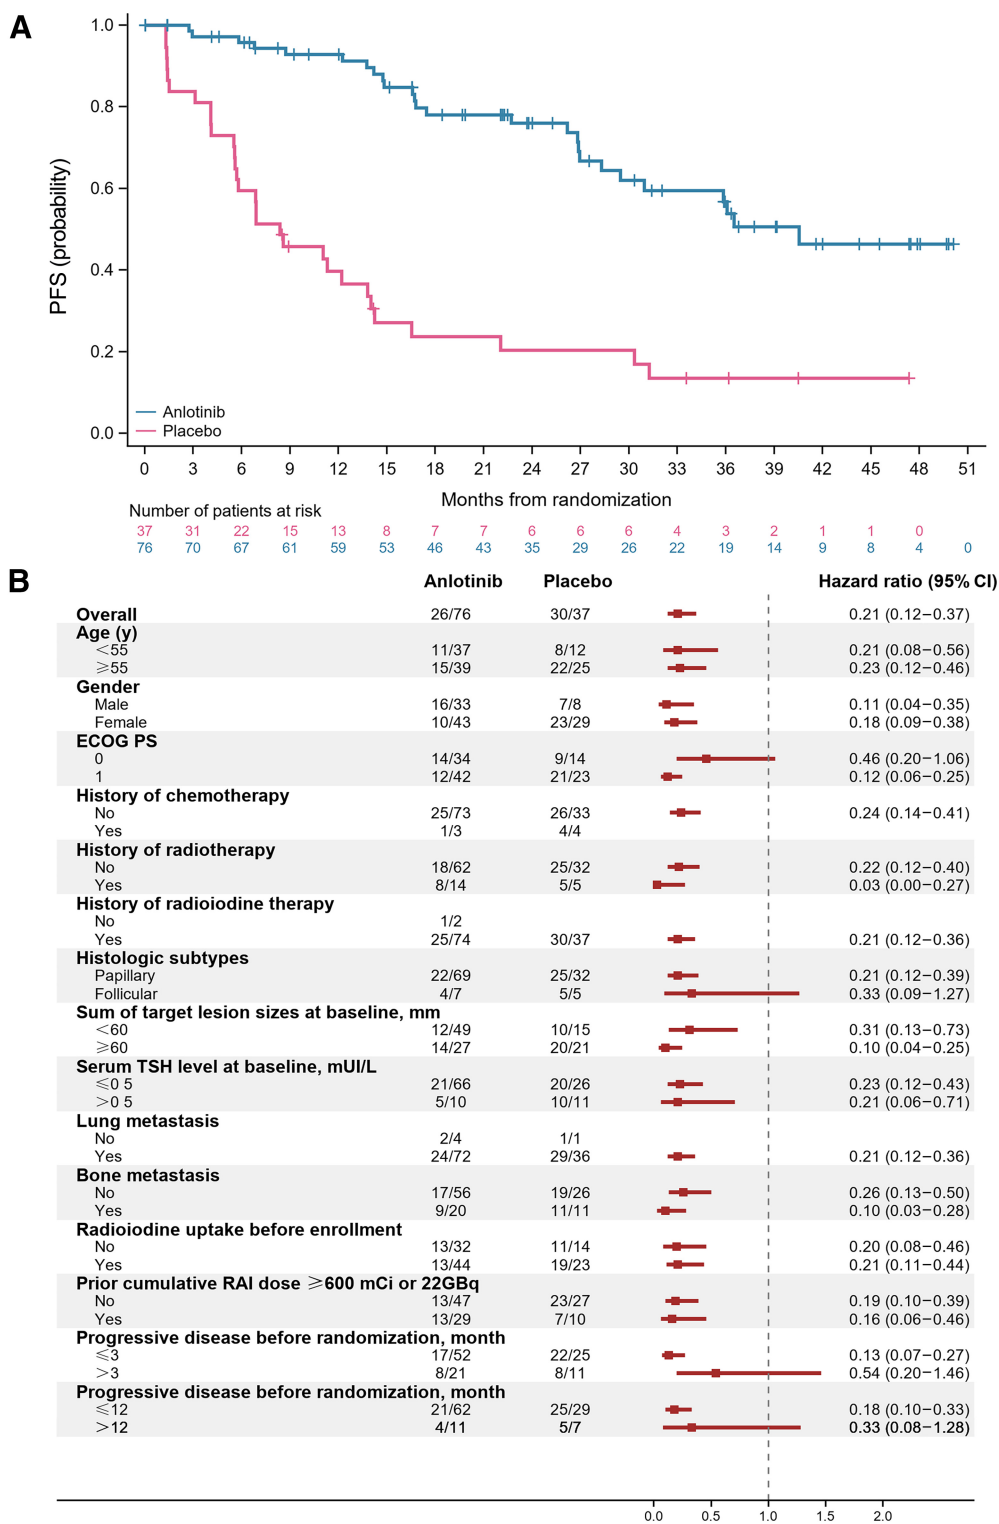 A
PFS (probability)
1.0
0.8
0.6
0.4
0.2
0.0
Anlotinib
Placebo
0 3 6 9 12 15 18 21 24 27 30 33 36 39 42 45 48 51
Months from randomization
Number of patients at risk
37 31 22 15 13 8 7 7 6 6 6 4 3 2 1 1 0
76 70 67 61 59 53 46 43 35 29 26 22 19 14 9 8 4 0
B
Anlotinib Placebo Hazard ratio (95% CI)
Overall 26/76 30/37 0.21 (0.12−0.37)
Age (y)
<55 11/37 8/12 0.21 (0.08−0.56)
⩾55 15/39 22/25 0.23 (0.12−0.46)
Gender
Male 16/33 7/8 0.11 (0.04−0.35)
Female 10/43 23/29 0.18 (0.09−0.38)
ECOG PS
0 14/34 9/14 0.46 (0.20−1.06)
1 12/42 21/23 0.12 (0.06−0.25)
History of chemotherapy
No 25/73 26/33 0.24 (0.14−0.41)
Yes 1/3 4/4
History of radiotherapy
No 18/62 25/32 0.22 (0.12−0.40)
Yes 8/14 5/5 0.03 (0.00−0.27)
History of radioiodine therapy
No 1/2
Yes 25/74 30/37 0.21 (0.12−0.36)
Histologic subtypes
Papillary 22/69 25/32 0.21 (0.12−0.39)
Follicular 4/7 5/5 0.33 (0.09−1.27)
Sum of target lesion sizes at baseline, mm
<60 12/49 10/15 0.31 (0.13−0.73)
⩾60 14/27 20/21 0.10 (0.04−0.25)
Serum TSH level at baseline, mUI/L
⩽0 5 21/66 20/26 0.23 (0.12−0.43)
>0 5 5/10 10/11 0.21 (0.06−0.71)
Lung metastasis
No 2/4 1/1
Yes 24/72 29/36 0.21 (0.12−0.36)
Bone metastasis
No 17/56 19/26 0.26 (0.13−0.50)
Yes 9/20 11/11 0.10 (0.03−0.28)
Radioiodine uptake before enrollment
No 13/32 11/14 0.20 (0.08−0.46)
Yes 13/44 19/23 0.21 (0.11−0.44)
Prior cumulative RAI dose ⩾600 mCi or 22GBq
No 13/47 23/27 0.19 (0.10−0.39)
Yes 13/29 7/10 0.16 (0.06−0.46)
Progressive disease before randomization, month
⩽3 17/52 22/25 0.13 (0.07−0.27)
>3 8/21 8/11 0.54 (0.20−1.46)
Progressive disease before randomization, month
⩽12 21/62 25/29 0.18 (0.10−0.33)
>12 4/11 5/7 0.33 (0.08−1.28)
0.0 0.5 1.0 1.5 2.0